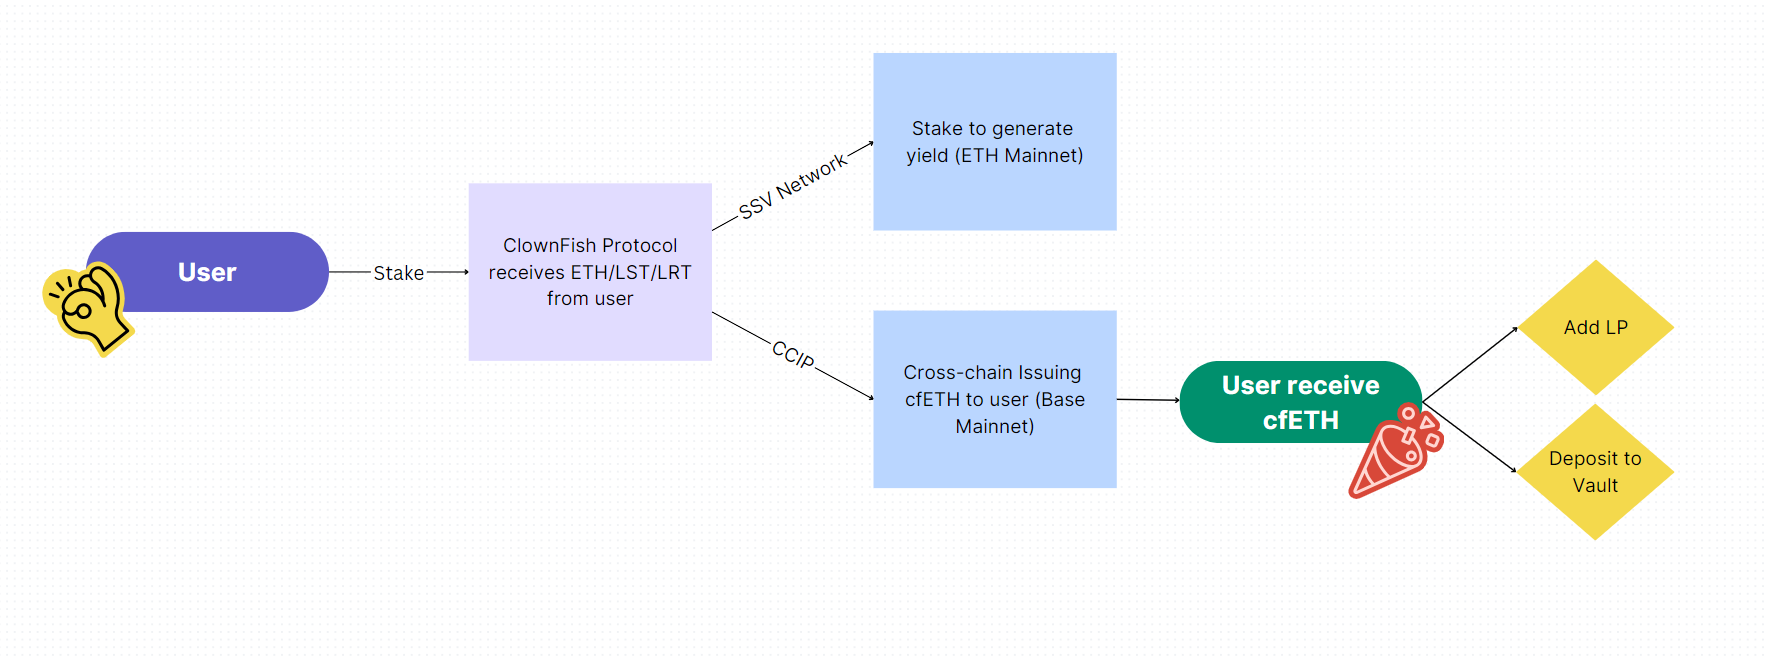 User
Stake
ClownFish Protocol
receives ETH/LST/LRT
from user
SSV Network
Stake to generate
yield (ETH Mainnet)
CCIP
Cross-chain Issuing
cfETH to user (Base
Mainnet)
User receive
cfETH
Add LP
Deposit to
Vault